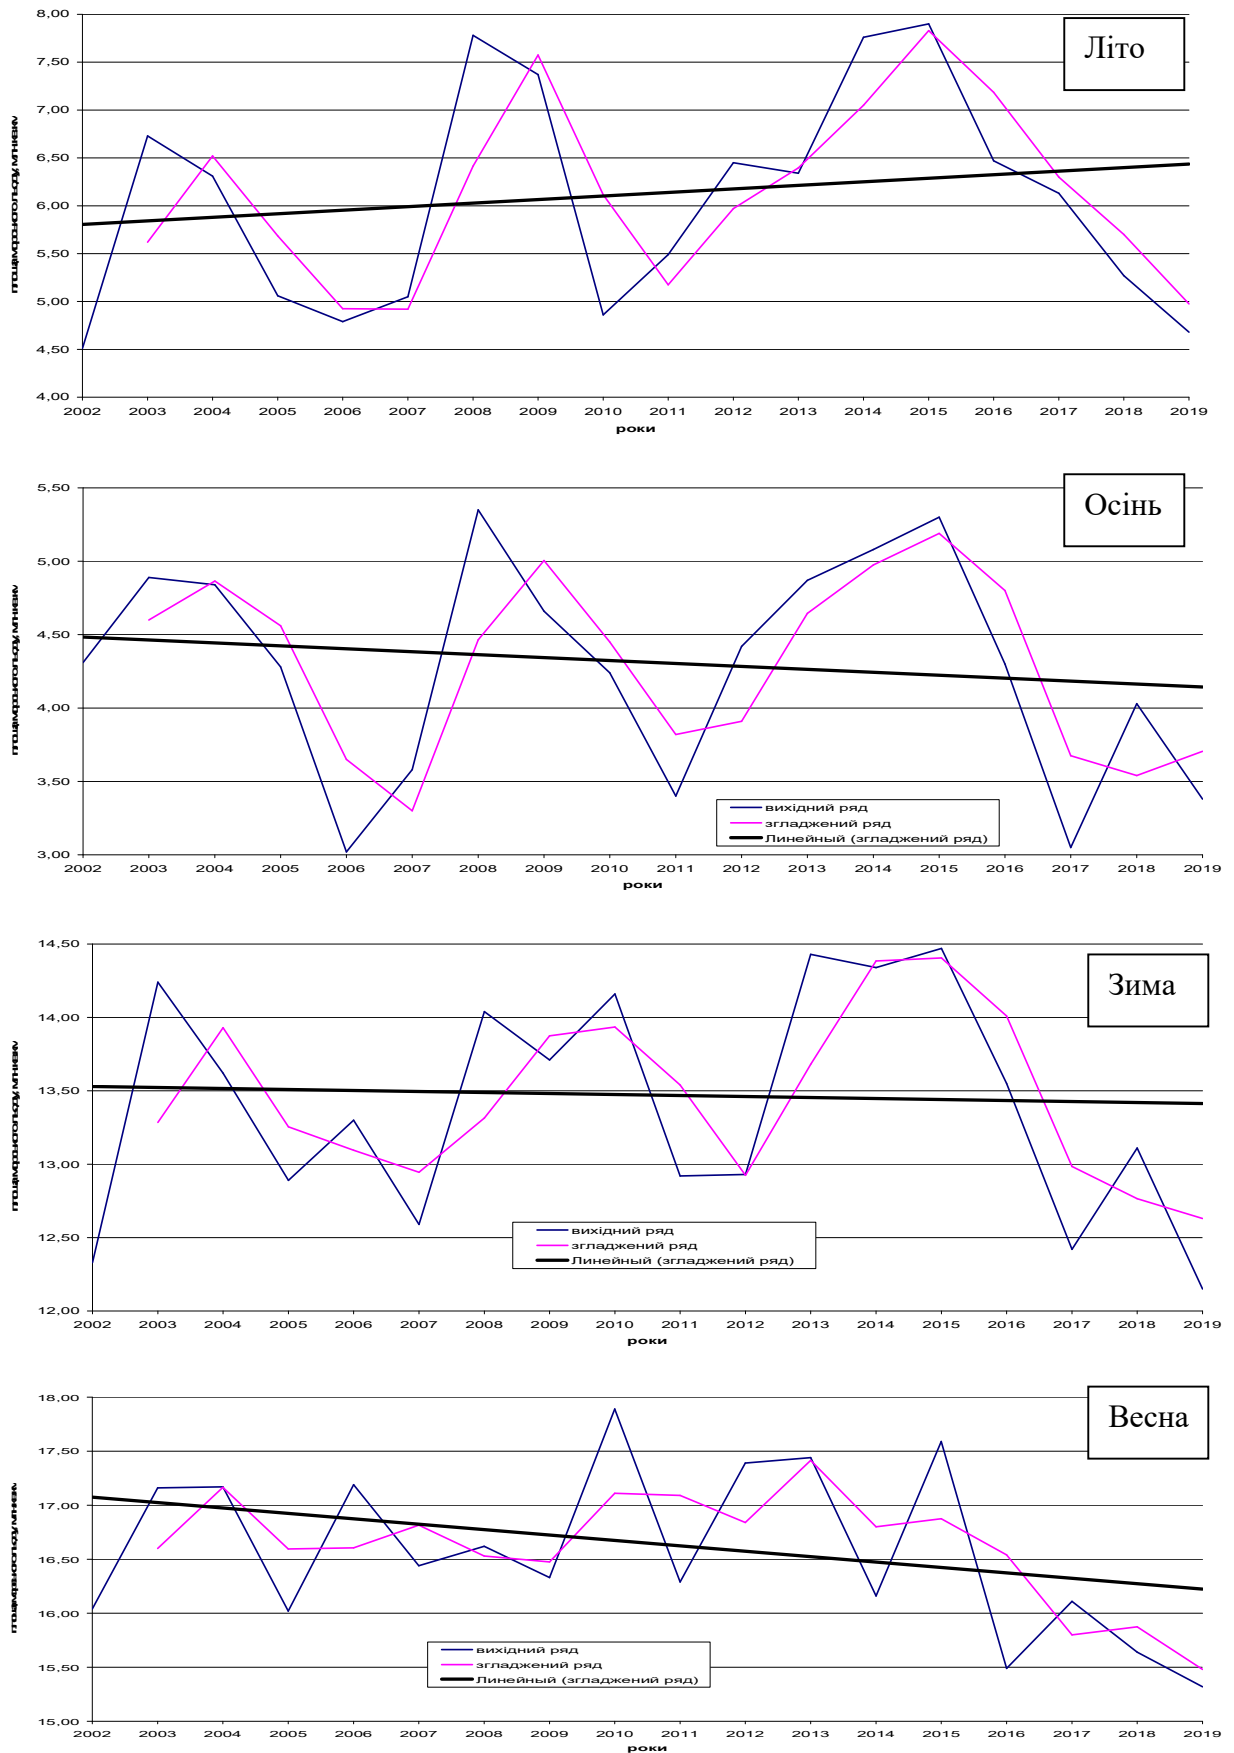 Літо
8,00
7,50
7,00
6,50
6,00
5,50
5,00
4,50
4,00
2002 2003 2004 2005 2006 2007 2008 2009 2010 2011 2012 2013 2014 2015 2016 2017 2018 2019
роки
Осінь
5,50
5,00
4,50
4,00
3,50
3,00
вихідний ряд
згладжений ряд
Линейный (згладжений ряд)
2002 2003 2004 2005 2006 2007 2008 2009 2010 2011 2012 2013 2014 2015 2016 2017 2018 2019
роки
Зима
14,50
14,00
13,50
13,00
12,50
12,00
вихідний ряд
згладжений ряд
Линейный (згладжений ряд)
2002 2003 2004 2005 2006 2007 2008 2009 2010 2011 2012 2013 2014 2015 2016 2017 2018 2019
роки
Весна
18,00
17,50
17,00
16,50
16,00
15,50
15,00
вихідний ряд
згладжений ряд
Линейный (згладжений ряд)
2002 2003 2004 2005 2006 2007 2008 2009 2010 2011 2012 2013 2014 2015 2016 2017 2018 2019
роки